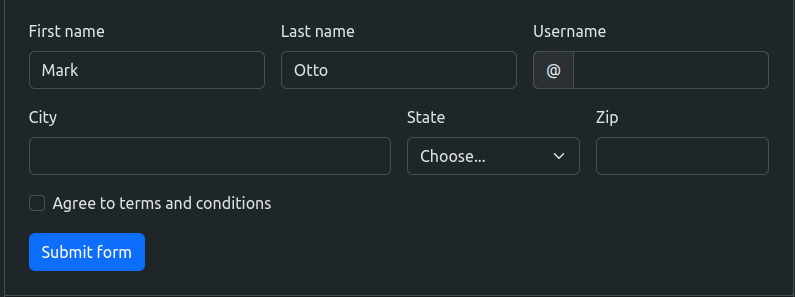 First name Last name Username
Mark Otto @
City State Zip
Choose...
Agree to terms and conditions
Submit form